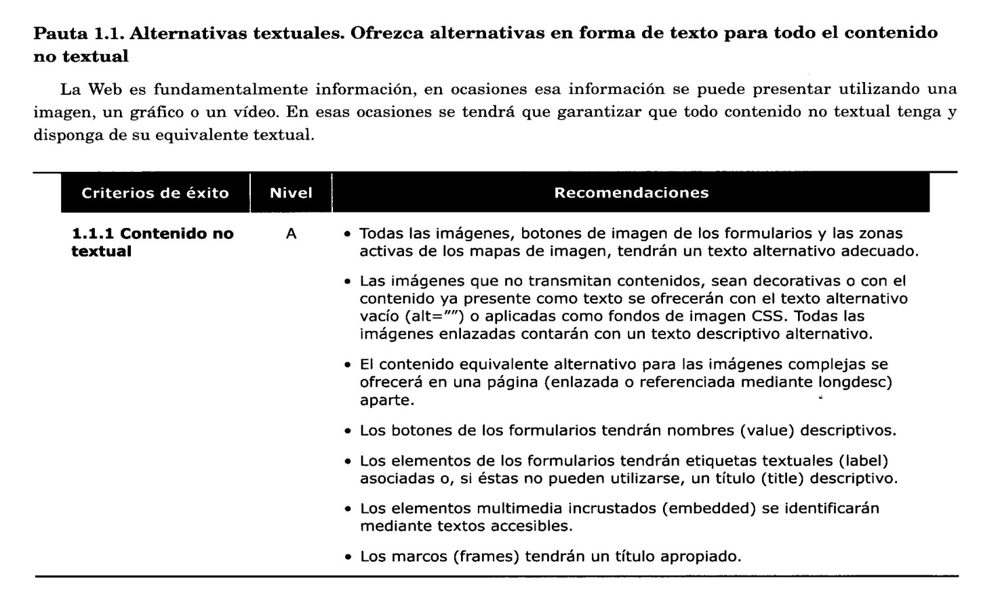 Pauta 1.1. Alternativas textuales. Ofrezca alternativas en forma de texto para todo el contenido
no textual
La Web es fundamentalmente información, en ocasiones esa información se puede presentar utilizando una
imagen, un gráfico o un vídeo. En esas ocasiones se tendrá que garantizar que todo contenido no textual tenga y
disponga de su equivalente textual.
Criterios de éxito Nivel Recomendaciones
1.1.1 Contenido no A • Todas las imágenes, botones de imagen de los formularios y las zonas
textual activas de los mapas de imagen, tendrán un texto alternativo adecuado.
• Las imágenes que no transmitan contenidos, sean decorativas o con el
contenido ya presente como texto se ofrecerán con el texto alternativo
vacío (alt="") o aplicadas como fondos de imagen CSS. Todas las
imágenes enlazadas contarán con un texto descriptivo alternativo.
• El contenido equivalente alternativo para las imágenes complejas se
ofrecerá en una página (enlazada o referenciada mediante longdesc)
aparte.
• Los botones de los formularios tendrán nombres (value) descriptivos.
• Los elementos de los formularios tendrán etiquetas textuales (label)
asociadas o, si éstas no pueden utilizarse, un título (title) descriptivo.
• Los elementos multimedia incrustados (embedded) se identificarán
mediante textos accesibles.
• Los marcos (frames) tendrán un título apropiado.